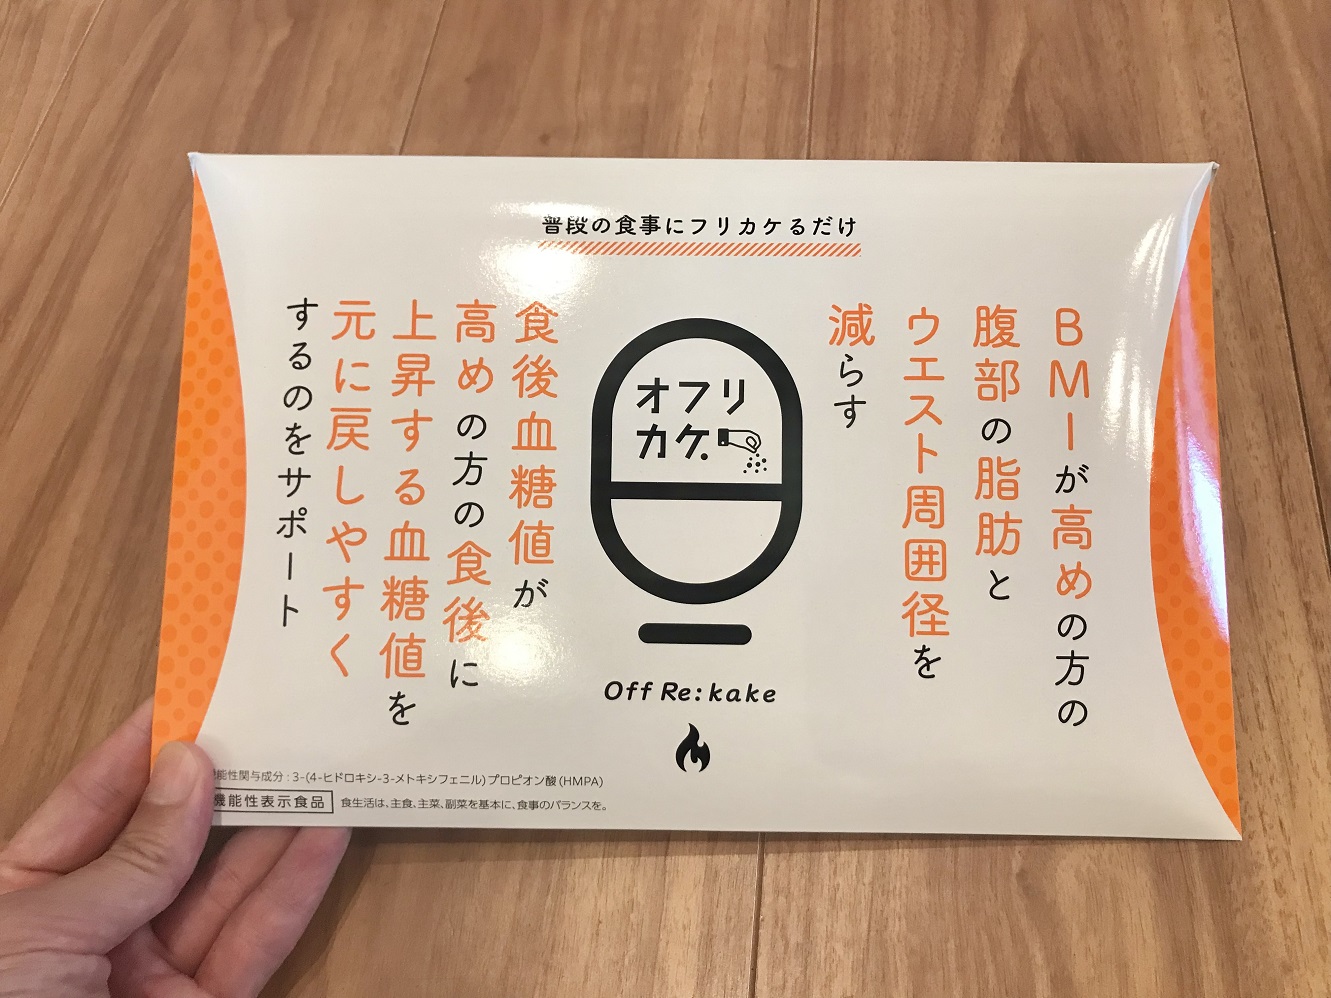 普段の食事にフリカケるだけ
BMIが高めの方の
腹部の脂肪と
ウエスト周囲径を
減らす
オフリ
カケ
食後血糖値が
高めの方の食後に
上昇する血糖値を
元に戻しやすく
するのをサポート
Off Re:kake
能性関与成分:3-(4-ヒドロキシ-3-メトキシフェニル)プロピオン酸(HMPA)
機能性表示食品
食生活は、主食、主菜、副菜を基本に、食事のバランスを。